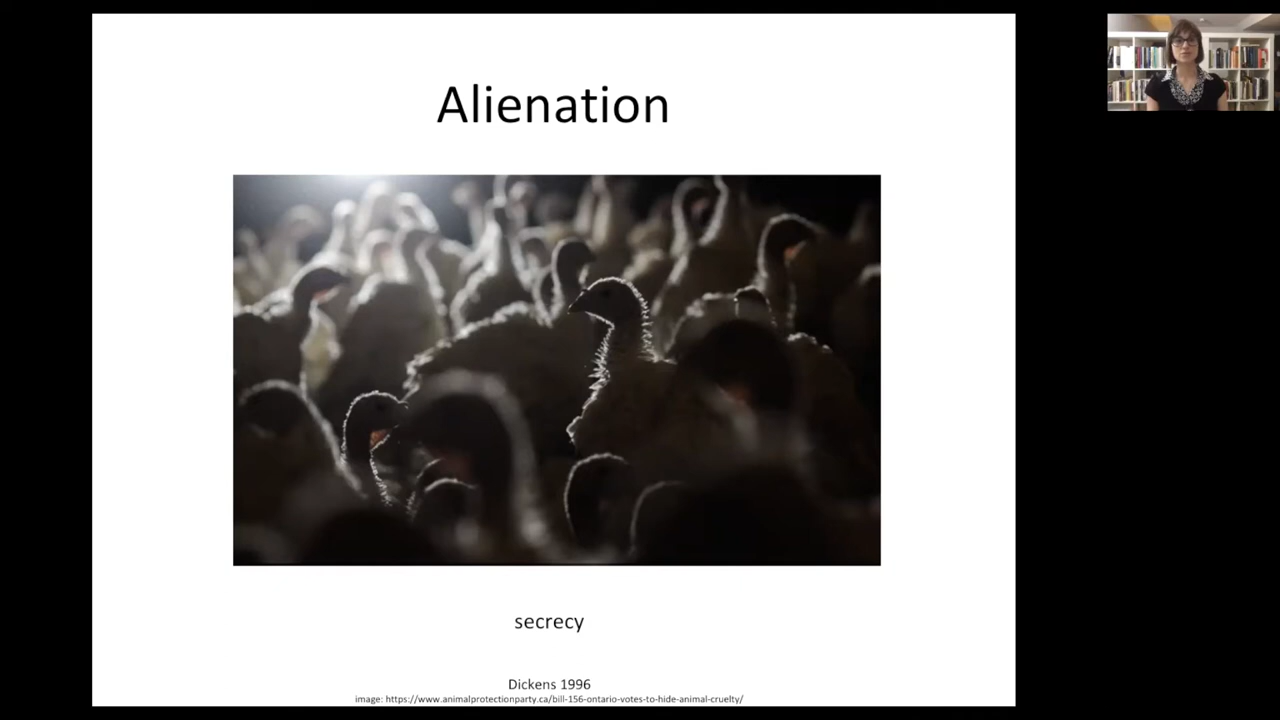 Alienation
secrecy
Dickens 1996
image: https://www.animalprotectionparty.ca/bill-156-ontario-votes-to-hide-animal-cruelty/